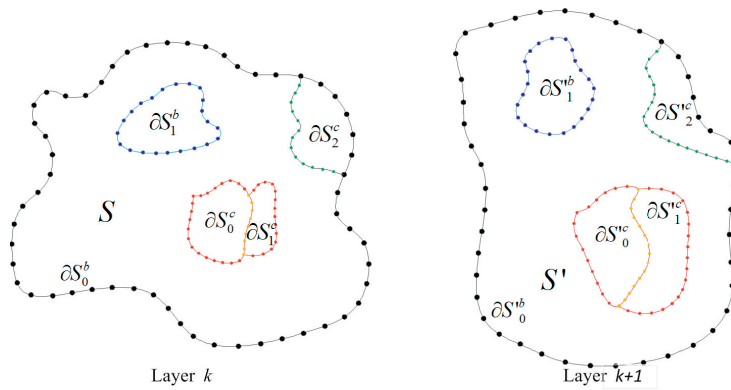 ∂S₁ᵇ
∂S₂ᶜ
S
∂S₀ᶜ
∂S₁ᶜ
∂S₀ᵇ
Layer k
∂S'₁ᵇ
∂S'₂ᶜ
∂S'₁ᶜ
∂S'₀ᶜ
S'
∂S'₀ᵇ
Layer k+1